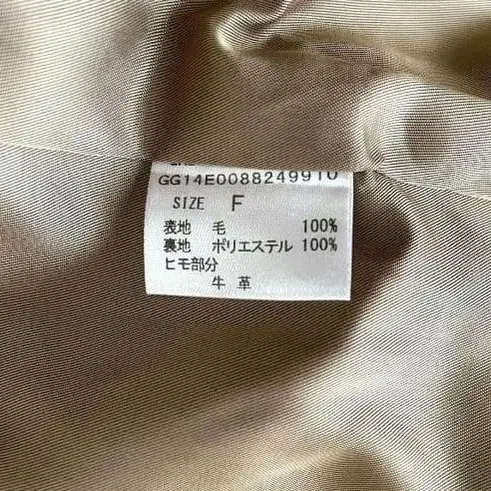 GG14E008824991U
SIZE F
表地 毛 100%
裏地 ポリエステル 100%
ヒモ部分
牛 革